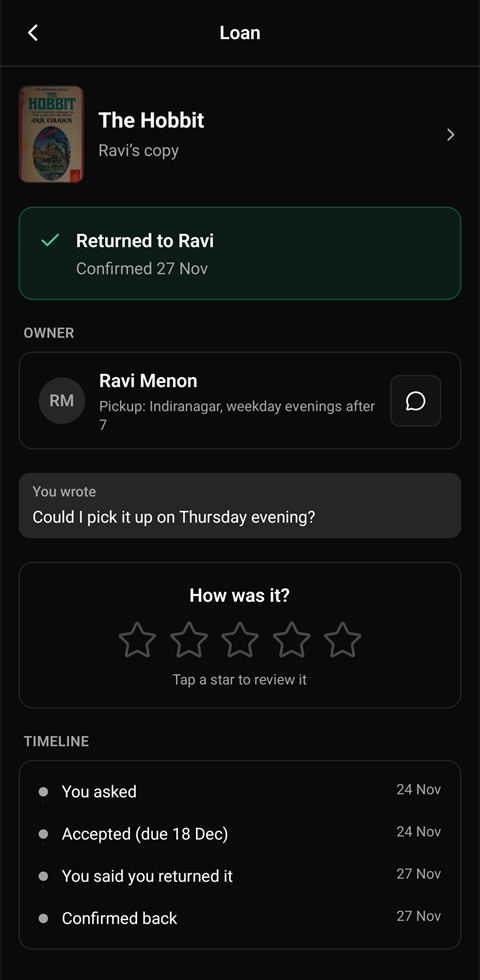 Loan
THE
HOBBIT
J.R.R. TOLKIEN
The Hobbit
Ravi’s copy
Returned to Ravi
Confirmed 27 Nov
OWNER
RM
Ravi Menon
Pickup: Indiranagar, weekday evenings after
7
You wrote
Could I pick it up on Thursday evening?
How was it?
Tap a star to review it
TIMELINE
You asked
24 Nov
Accepted (due 18 Dec)
24 Nov
You said you returned it
27 Nov
Confirmed back
27 Nov